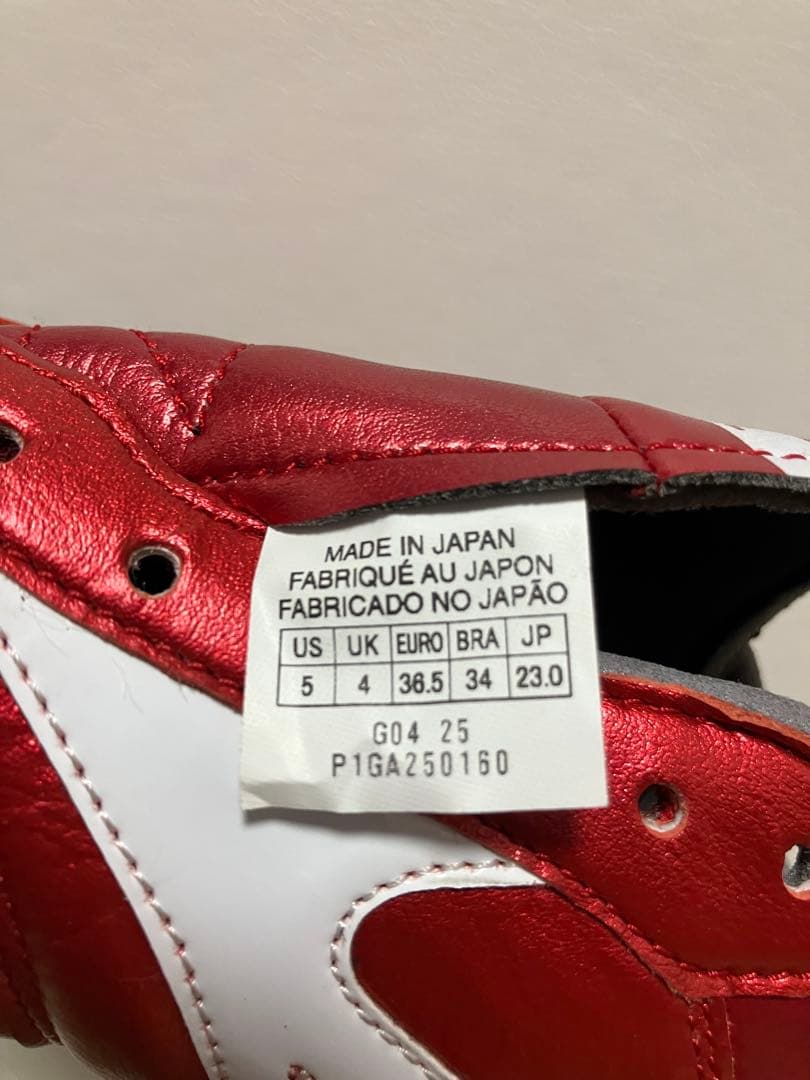 MADE IN JAPAN
FABRIQUÉ AU JAPON
FABRICADO NO JAPÃO
US UK EURO BRA JP
5 4 36.5 34 23.0
G04 25
P1GA250160